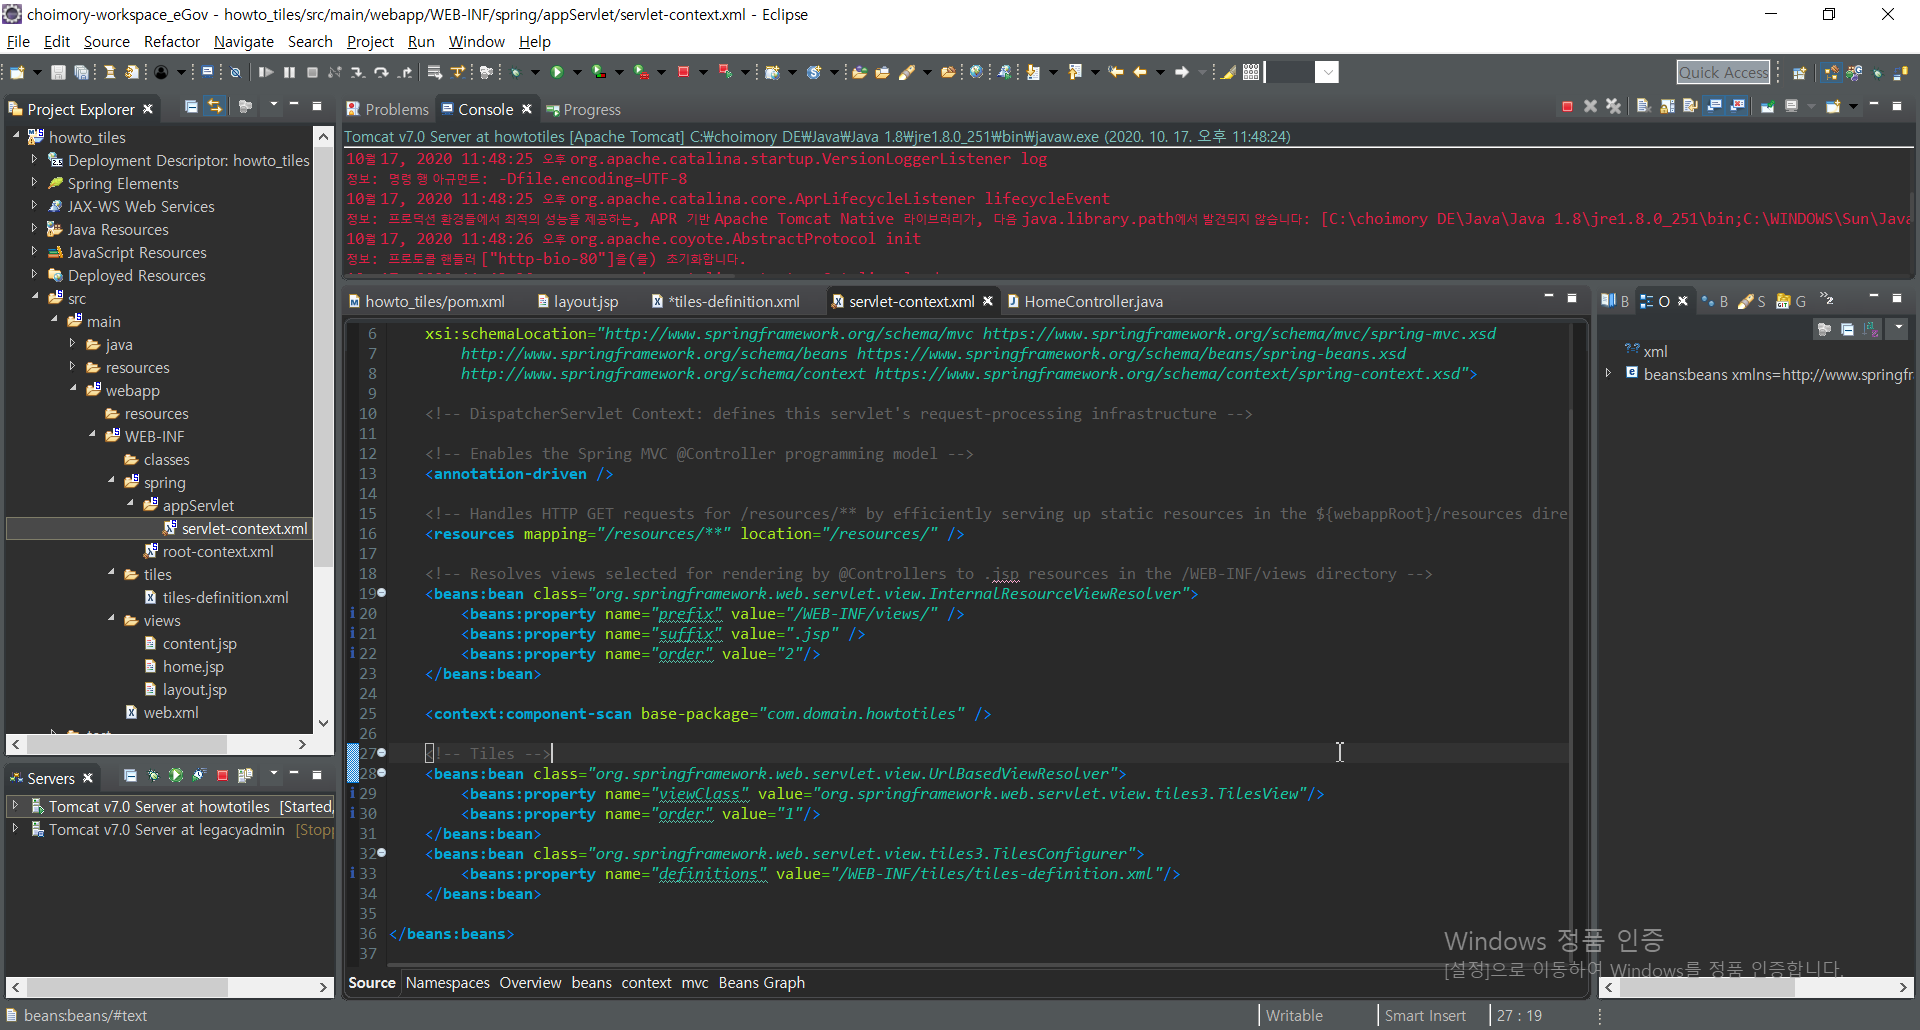 choimory-workspace_eGov - howto_tiles/src/main/webapp/WEB-INF/spring/appServlet/servlet-context.xml - Eclipse
File Edit Source Refactor Navigate Search Project Run Window Help
Quick Access
Project Explorer
howto_tiles
Deployment Descriptor: howto_tiles
Spring Elements
JAX-WS Web Services
Java Resources
JavaScript Resources
Deployed Resources
src
main
java
resources
webapp
resources
WEB-INF
classes
spring
appServlet
servlet-context.xml
root-context.xml
tiles
tiles-definition.xml
views
content.jsp
home.jsp
layout.jsp
web.xml
Servers
Tomcat v7.0 Server at howtotiles [Started,
Tomcat v7.0 Server at legacyadmin [Stop
Problems Console Progress
Tomcat v7.0 Server at howtotiles [Apache Tomcat] C:₩choimory DE₩Java₩Java 1.8₩jre1.8.0_251₩bin₩javaw.exe (2020. 10. 17. 오후 11:48:24)
10월 17, 2020 11:48:25 오후 org.apache.catalina.startup.VersionLoggerListener log
정보: 명령 행 아규먼트: -Dfile.encoding=UTF-8
10월 17, 2020 11:48:25 오후 org.apache.catalina.core.AprLifecycleListener lifecycleEvent
정보: 프로덕션 환경들에서 최적의 성능을 제공하는, APR 기반 Apache Tomcat Native 라이브러리가, 다음 java.library.path에서 발견되지 않습니다: [C:\choimory DE\Java\Java 1.8\jre1.8.0_251\bin;C:\WINDOWS\Sun\Java
10월 17, 2020 11:48:26 오후 org.apache.coyote.AbstractProtocol init
정보: 프로토콜 핸들러 ["http-bio-80"]을(를) 초기화합니다.
howto_tiles/pom.xml layout.jsp *tiles-definition.xml servlet-context.xml HomeController.java
6 xsi:schemaLocation="http://www.springframework.org/schema/mvc https://www.springframework.org/schema/mvc/spring-mvc.xsd
7 http://www.springframework.org/schema/beans https://www.springframework.org/schema/beans/spring-beans.xsd
8 http://www.springframework.org/schema/context https://www.springframework.org/schema/context/spring-context.xsd">
9
10 <!-- DispatcherServlet Context: defines this servlet's request-processing infrastructure -->
11
12 <!-- Enables the Spring MVC @Controller programming model -->
13 <annotation-driven />
14
15 <!-- Handles HTTP GET requests for /resources/** by efficiently serving up static resources in the ${webappRoot}/resources dire
16 <resources mapping="/resources/**" location="/resources/" />
17
18 <!-- Resolves views selected for rendering by @Controllers to .jsp resources in the /WEB-INF/views directory -->
19 <beans:bean class="org.springframework.web.servlet.view.InternalResourceViewResolver">
20 <beans:property name="prefix" value="/WEB-INF/views/" />
21 <beans:property name="suffix" value=".jsp" />
22 <beans:property name="order" value="2"/>
23 </beans:bean>
24
25 <context:component-scan base-package="com.domain.howtotiles" />
26
27 <!-- Tiles -->
28 <beans:bean class="org.springframework.web.servlet.view.UrlBasedViewResolver">
29 <beans:property name="viewClass" value="org.springframework.web.servlet.view.tiles3.TilesView"/>
30 <beans:property name="order" value="1"/>
31 </beans:bean>
32 <beans:bean class="org.springframework.web.servlet.view.tiles3.TilesConfigurer">
33 <beans:property name="definitions" value="/WEB-INF/tiles/tiles-definition.xml"/>
34 </beans:bean>
35
36 </beans:beans>
37
Source Namespaces Overview beans context mvc Beans Graph
B O B S G
xml
beans:beans xmlns=http://www.springfr
Windows 정품 인증
[설정]으로 이동하여 Windows를 정품 인증합니다.
beans:beans/#text
Writable
Smart Insert
27 : 19